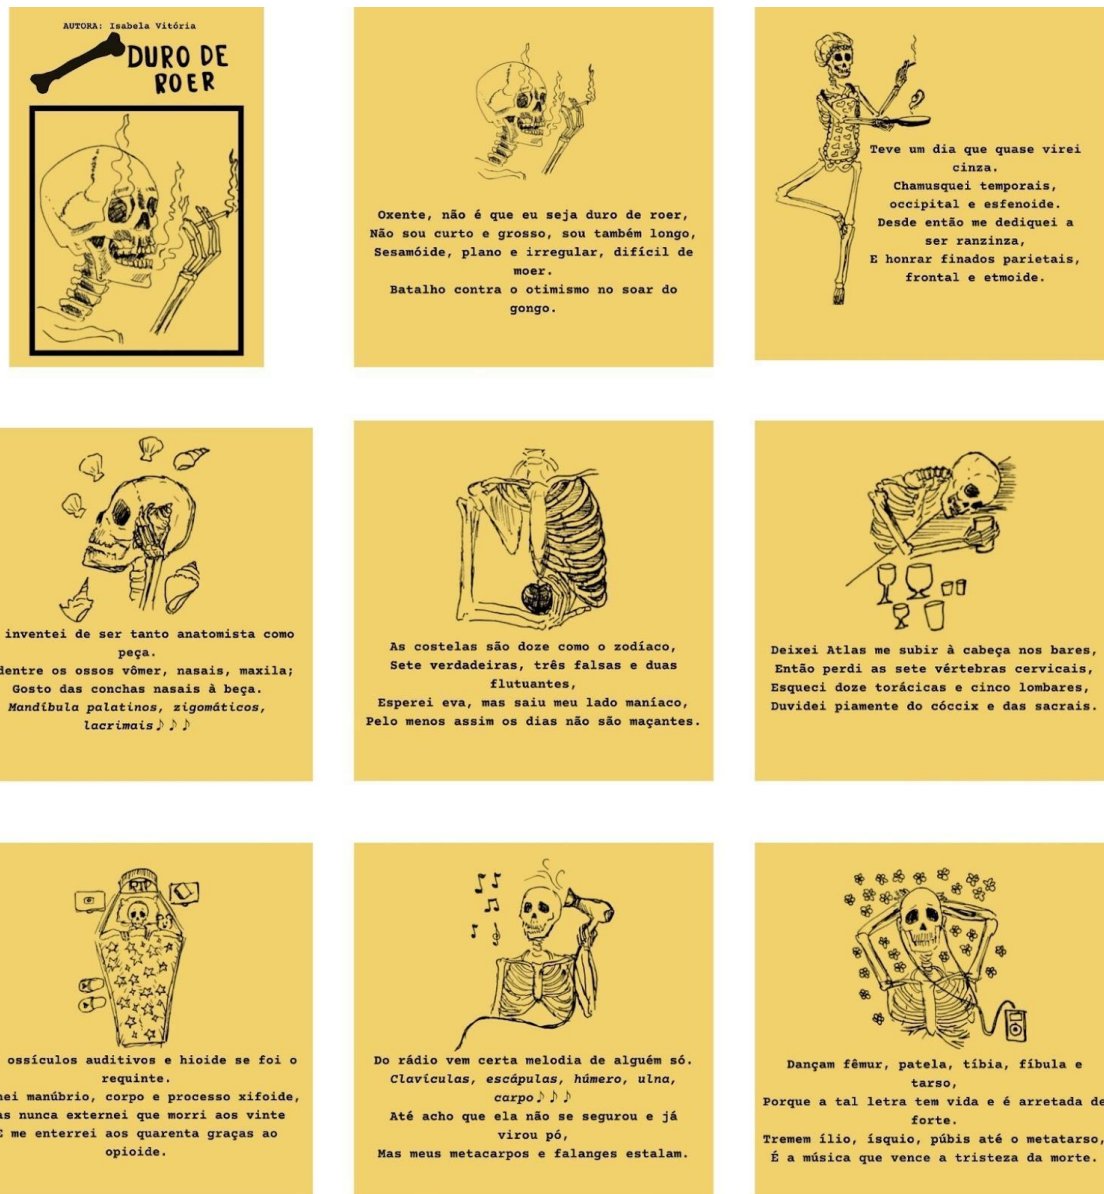 AUTORA: Isabela Vitória
DURO DE
ROER
Oxente, não é que eu seja duro de roer,
Não sou curto e grosso, sou também longo,
Sesamóide, plano e irregular, difícil de
moer.
Batalho contra o otimismo no soar do
gongo.
Teve um dia que quase virei
cinza.
Chamusquei temporais,
occipital e esfenoide.
Desde então me dediquei a
ser ranzinza,
E honrar finados parietais,
frontal e etmoide.
inventei de ser tanto anatomista como
peça.
dentre os ossos vômer, nasais, maxila;
Gosto das conchas nasais à beça.
Mandíbula palatinos, zigomáticos,
lacrimais♪♪♪
As costelas são doze como o zodíaco,
Sete verdadeiras, três falsas e duas
flutuantes,
Esperei eva, mas saiu meu lado maníaco,
Pelo menos assim os dias não são maçantes.
Deixei Atlas me subir à cabeça nos bares,
Então perdi as sete vértebras cervicais,
Esqueci doze torácicas e cinco lombares,
Duvidei piamente do cóccix e das sacrais.
RIP
ossículos auditivos e hioide se foi o
requinte.
manúbrio, corpo e processo xifoide,
nunca externei que morri aos vinte
E me enterrei aos quarenta graças ao
opioide.
Do rádio vem certa melodia de alguém só.
Clavículas, escápulas, húmero, ulna,
carpo♪♪♪
Até acho que ela não se segurou e já
virou pó,
Mas meus metacarpos e falanges estalam.
Dançam fêmur, patela, tíbia, fíbula e
tarso,
Porque a tal letra tem vida e é arretada de
forte.
Tremem ílio, ísquio, púbis até o metatarso,
É a música que vence a tristeza da morte.